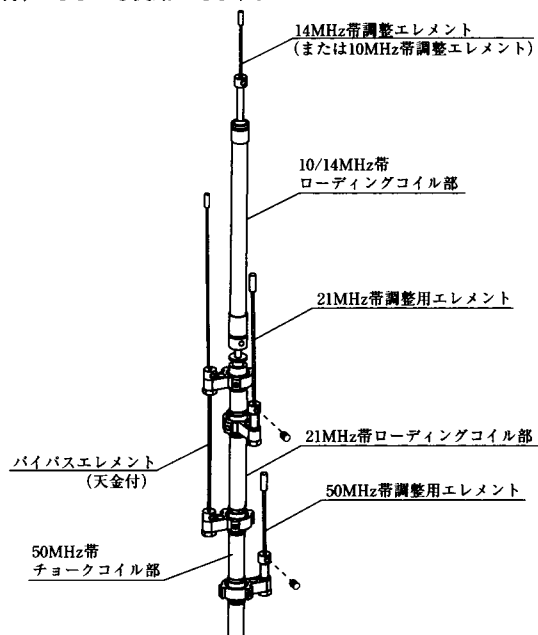 14MHz帯調整エレメント
(または10MHz帯調整エレメント)
10/14MHz帯
ローディングコイル部
21MHz帯調整用エレメント
21MHz帯ローディングコイル部
バイパスエレメント
(天金付)
50MHz帯調整用エレメント
50MHz帯
チョークコイル部